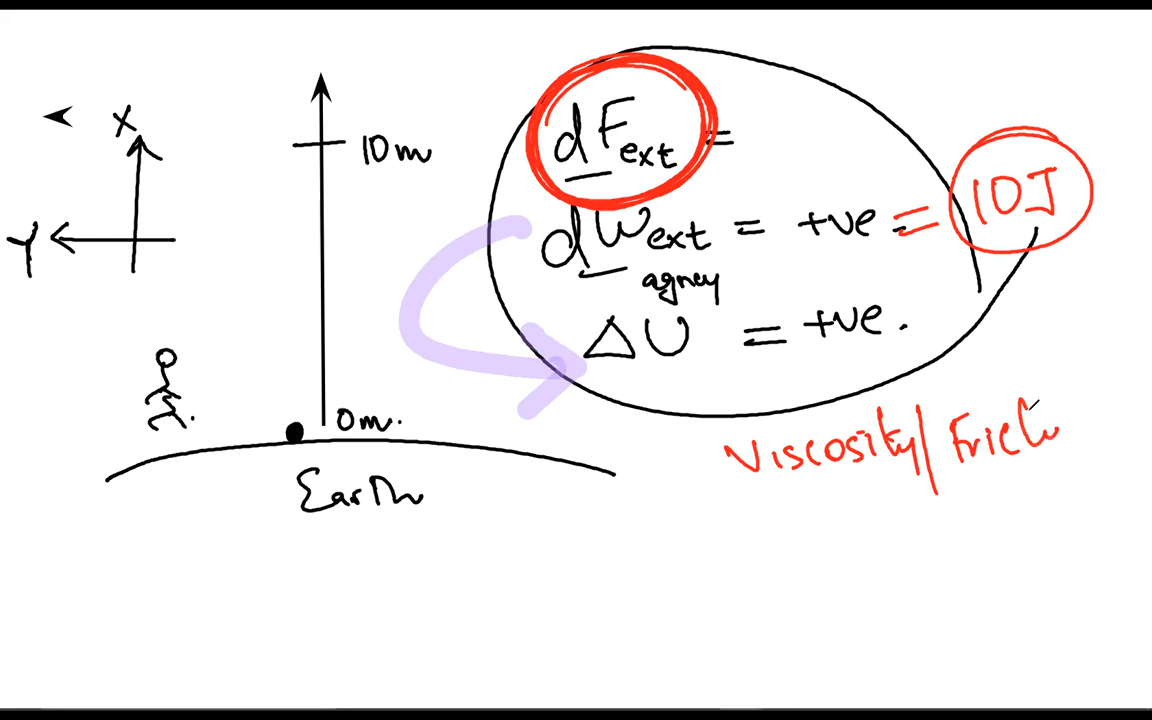 X
Y
10m
0m.
Earth
dFext =
dWext = +ve = 10J
agney
ΔU = +ve.
Viscosity/Frictio